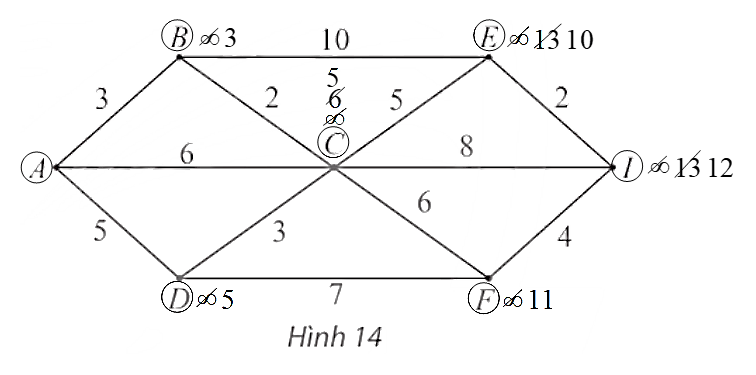 B ∞ 3 10 E ∞ 13 10
5
3 2 6 5 2
∞
C
A 6 8 I ∞ 13 12
5 3 6 4
D ∞ 5 7 F ∞ 11
Hình 14